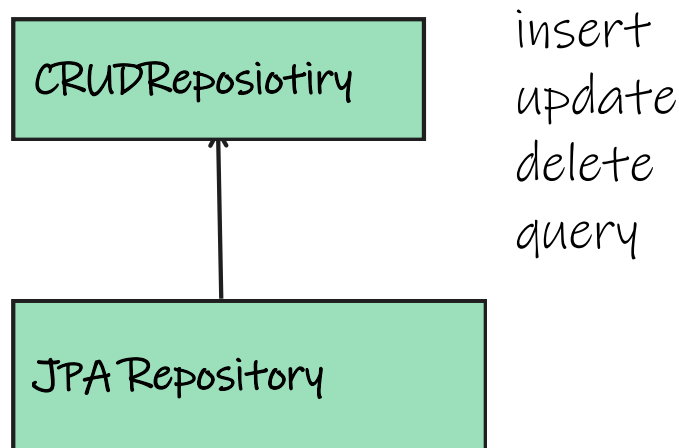 CRUDReposiotiry
insert
update
delete
query
JPA Repository